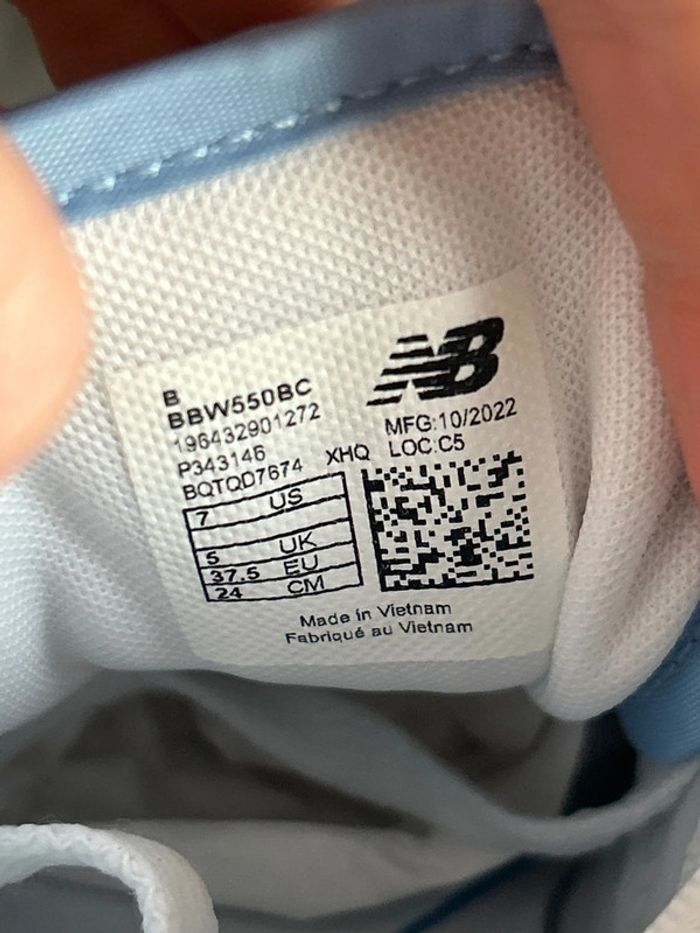 NB
B
BBW550BC
196432901272
MFG:10/2022
P343146
XHQ LOC.C5
BQTQD7674
7 US
5 UK
37.5 EU
24 CM
Made in Vietnam
Fabriqué au Vietnam